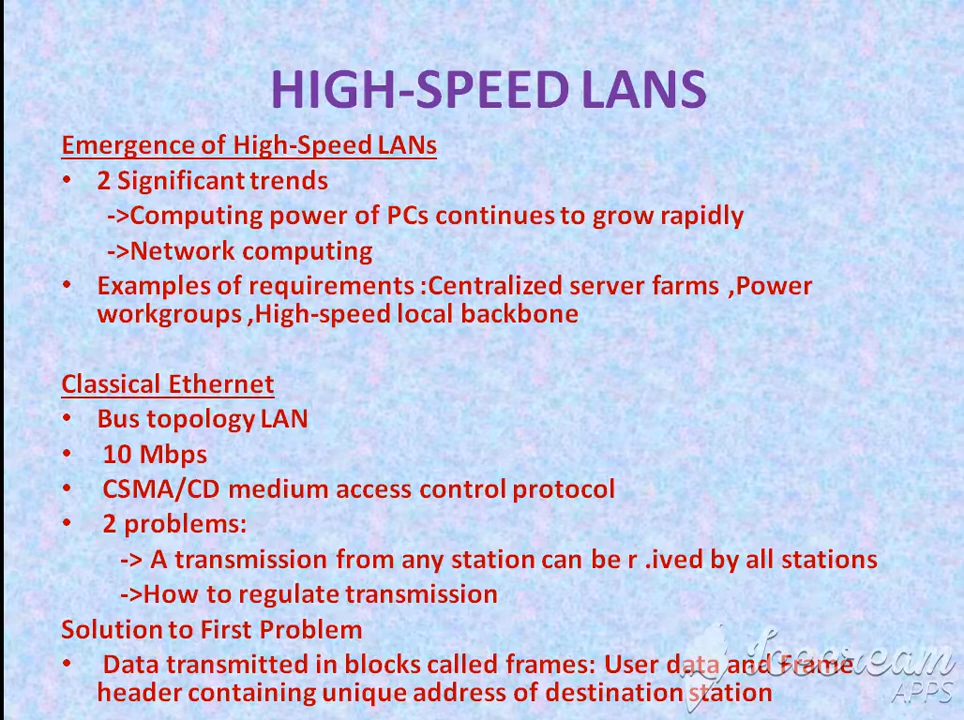 HIGH-SPEED LANS
Emergence of High-Speed LANs
• 2 Significant trends
->Computing power of PCs continues to grow rapidly
->Network computing
• Examples of requirements :Centralized server farms ,Power
workgroups ,High-speed local backbone
Classical Ethernet
• Bus topology LAN
• 10 Mbps
• CSMA/CD medium access control protocol
• 2 problems:
-> A transmission from any station can be r .ived by all stations
->How to regulate transmission
Solution to First Problem
• Data transmitted in blocks called frames: User data and Frame
header containing unique address of destination station
Icecream
APPS